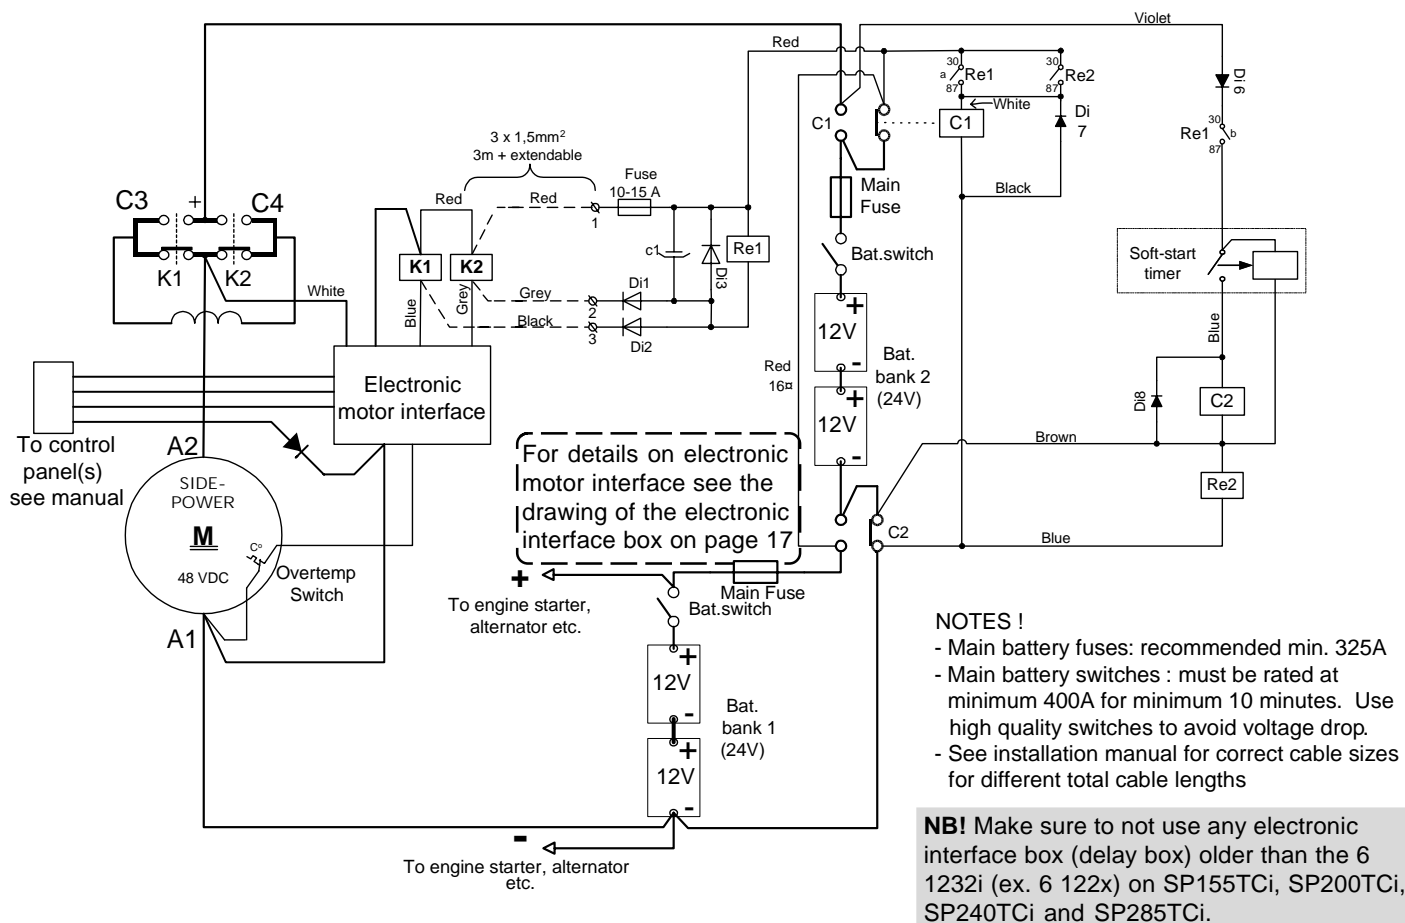 Violet
Red
30
a
Re1
87
30
Re2
87
White
Di
7
C1
C1
Di 6
30
Re1
b
87
3 x 1,5mm²
3m + extendable
Fuse
10-15 A
Red
Red
1
Main
Fuse
Black
C3
+
C4
K1
K2
K1
K2
c1
Di3
Re1
Bat.switch
Soft-start
timer
White
Blue
Grey
Grey
2
Di1
Black
3
Di2
+
12V
-
Bat.
bank 2
(24V)
Red
16¤
+
12V
-
Blue
Di8
C2
Brown
Re2
Electronic
motor interface
To control
panel(s)
see manual
A2
SIDE-
POWER
M
C°
48 VDC
Overtemp
Switch
A1
For details on electronic
motor interface see the
drawing of the electronic
interface box on page 17
C2
Blue
+
To engine starter,
alternator etc.
Main Fuse
Bat.switch
+
12V
-
Bat.
bank 1
(24V)
+
12V
-
-
To engine starter, alternator
etc.
NOTES !
- Main battery fuses: recommended min. 325A
- Main battery switches : must be rated at
minimum 400A for minimum 10 minutes. Use
high quality switches to avoid voltage drop.
- See installation manual for correct cable sizes
for different total cable lengths
NB! Make sure to not use any electronic
interface box (delay box) older than the 6
1232i (ex. 6 122x) on SP155TCi, SP200TCi,
SP240TCi and SP285TCi.